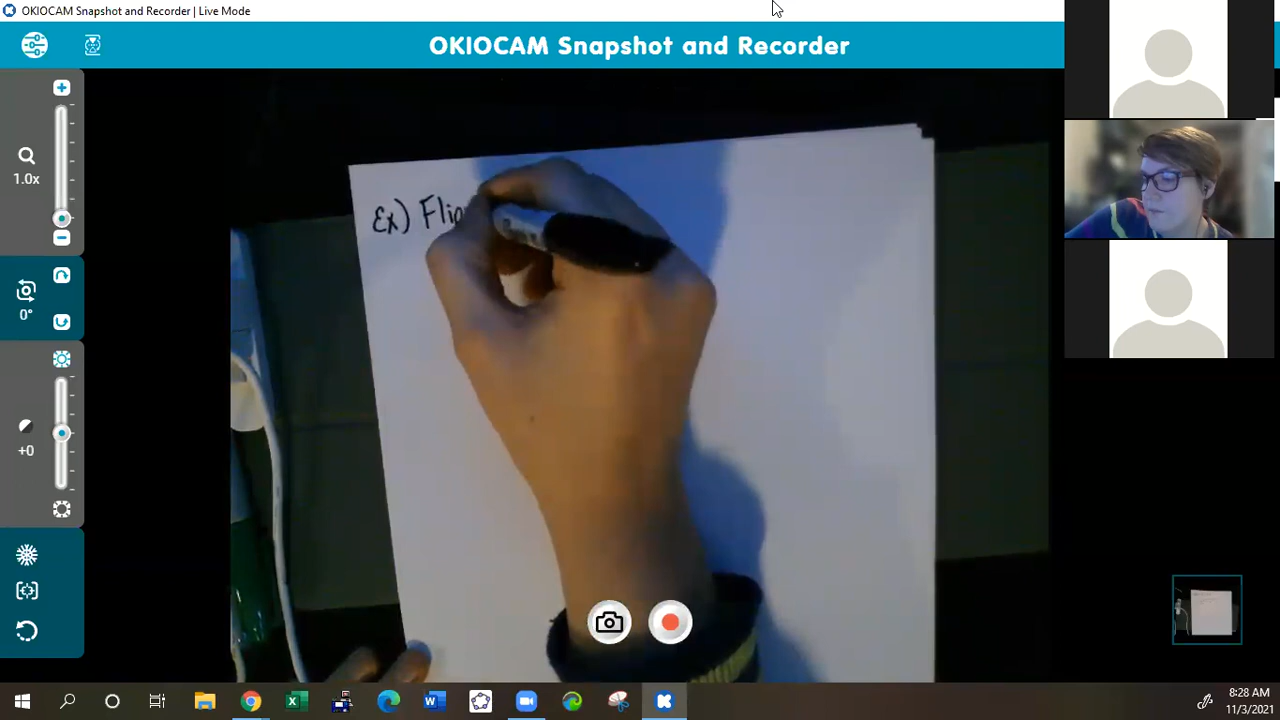 OKIOCAM Snapshot and Recorder | Live Mode
OKIOCAM Snapshot and Recorder
1.0x
0°
+0
Ex) Flip
8:28 AM
11/3/2021